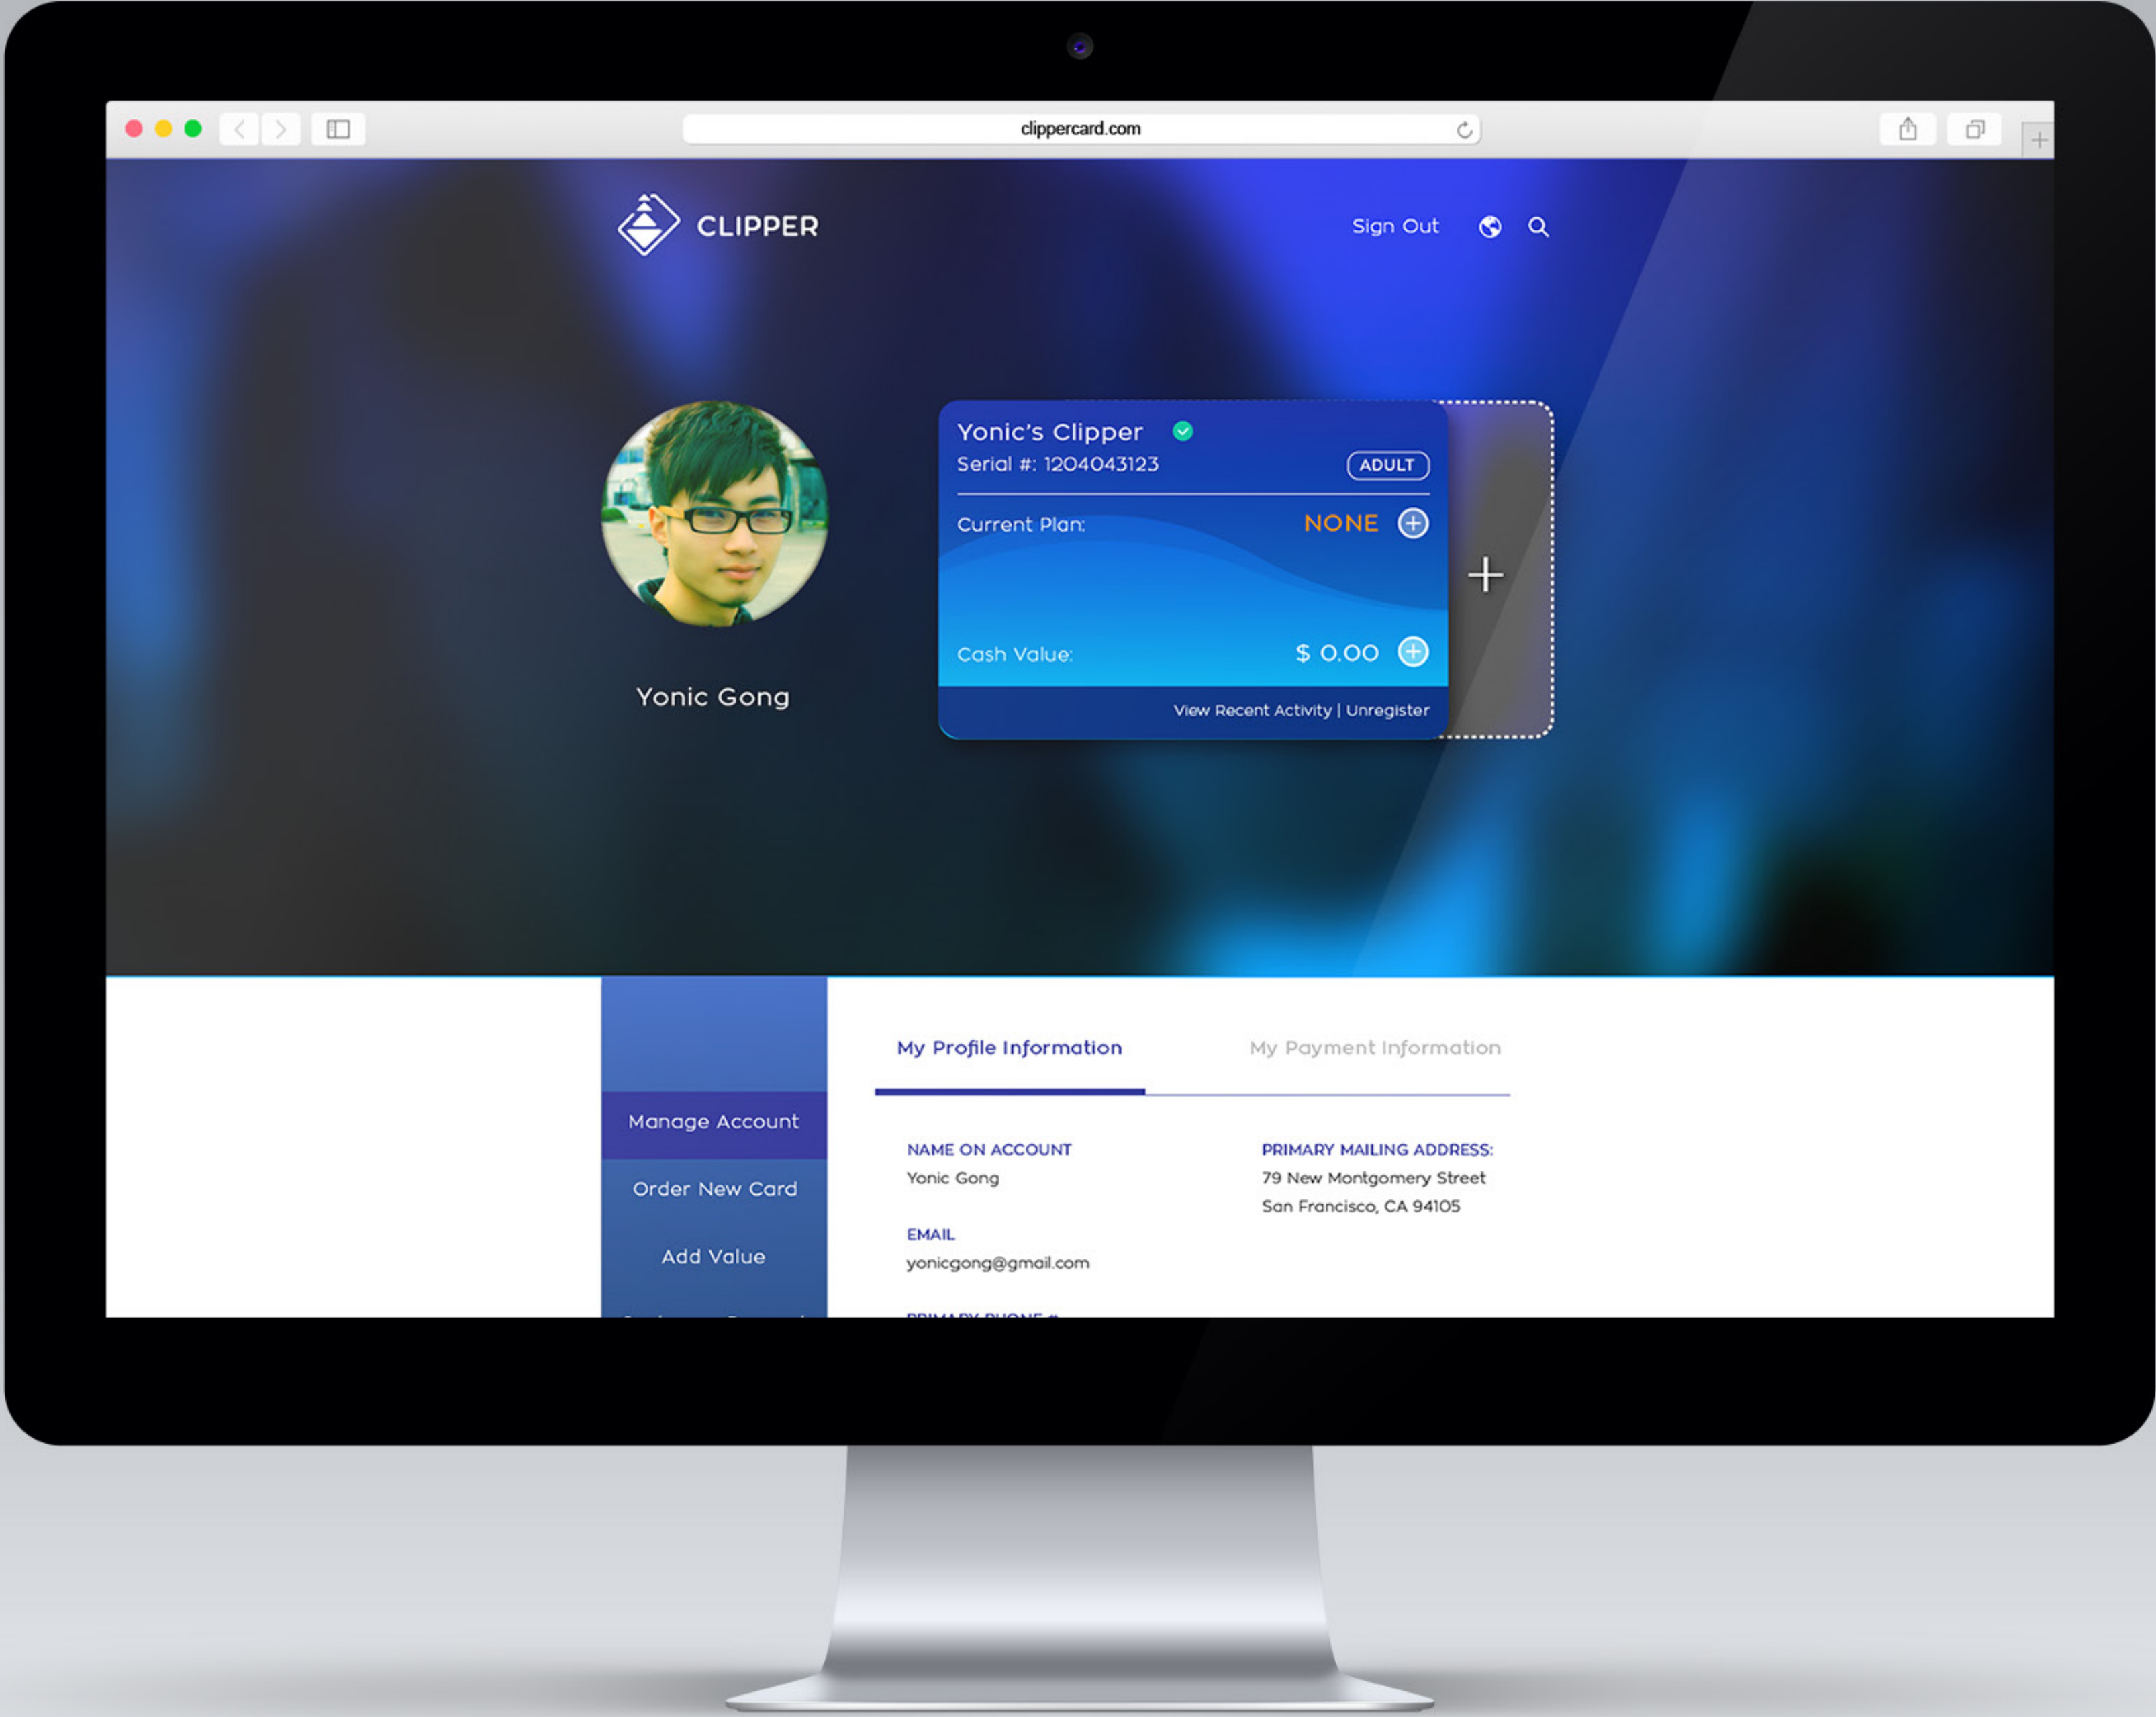 clippercard.com
CLIPPER
Sign Out
Yonic's Clipper
Serial #: 1204043123
ADULT
Current Plan:
NONE
Cash Value:
$ 0.00
View Recent Activity | Unregister
Yonic Gong
Manage Account
Order New Card
Add Value
My Profile Information
My Payment Information
NAME ON ACCOUNT
Yonic Gong
EMAIL
yonicgong@gmail.com
PRIMARY PHONE #
PRIMARY MAILING ADDRESS:
79 New Montgomery Street
San Francisco, CA 94105